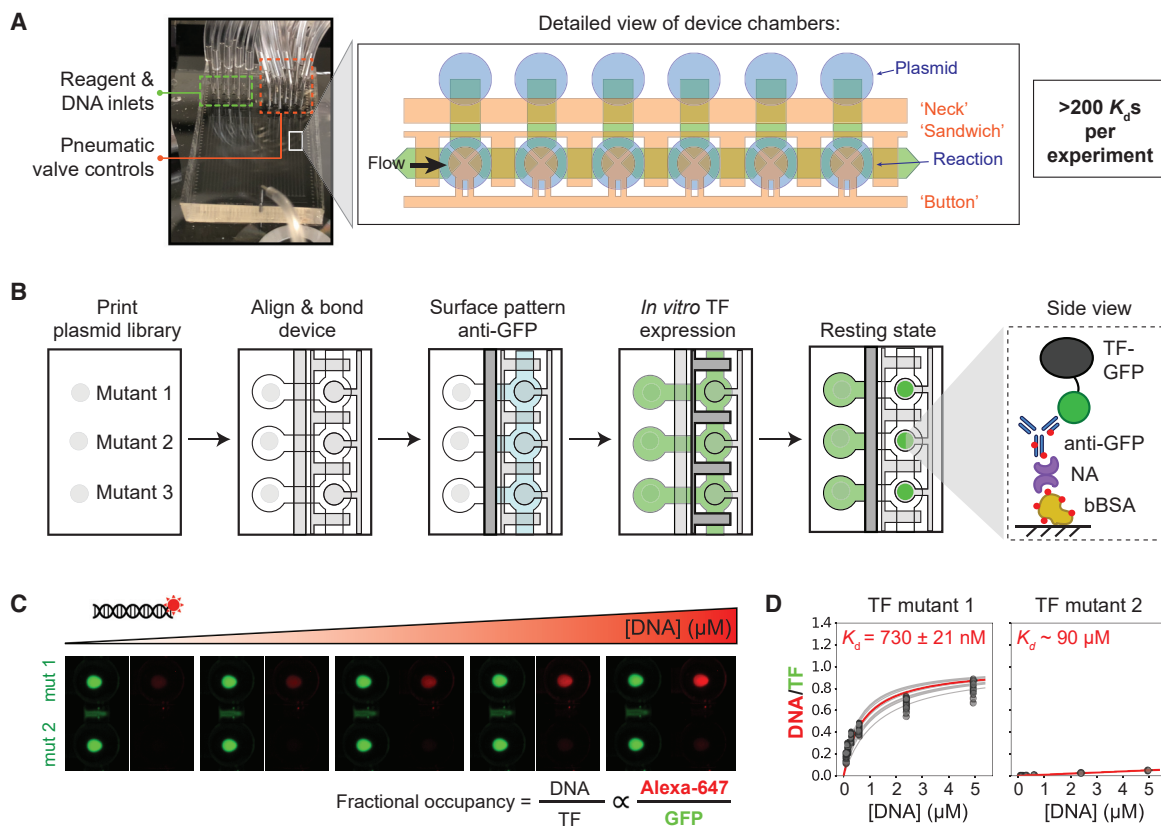 A
Reagent &
DNA inlets
Pneumatic
valve controls
Detailed view of device chambers:
Plasmid
'Neck'
'Sandwich'
Flow
Reaction
'Button'
>200 Kds
per
experiment
B
Print
plasmid library
Align & bond
device
Surface pattern
anti-GFP
In vitro TF
expression
Resting state
Side view
Mutant 1
Mutant 2
Mutant 3
TF-
GFP
anti-GFP
NA
bBSA
C
[DNA] (µM)
mut 1
mut 2
Fractional occupancy = DNA / TF ∝ Alexa-647 / GFP
D
TF mutant 1
TF mutant 2
Kd = 730 ± 21 nM
Kd ~ 90 µM
DNA/TF
1.4
1.2
1.0
0.8
0.6
0.4
0.2
0.0
0 1 2 3 4 5
0 1 2 3 4 5
[DNA] (µM)
[DNA] (µM)